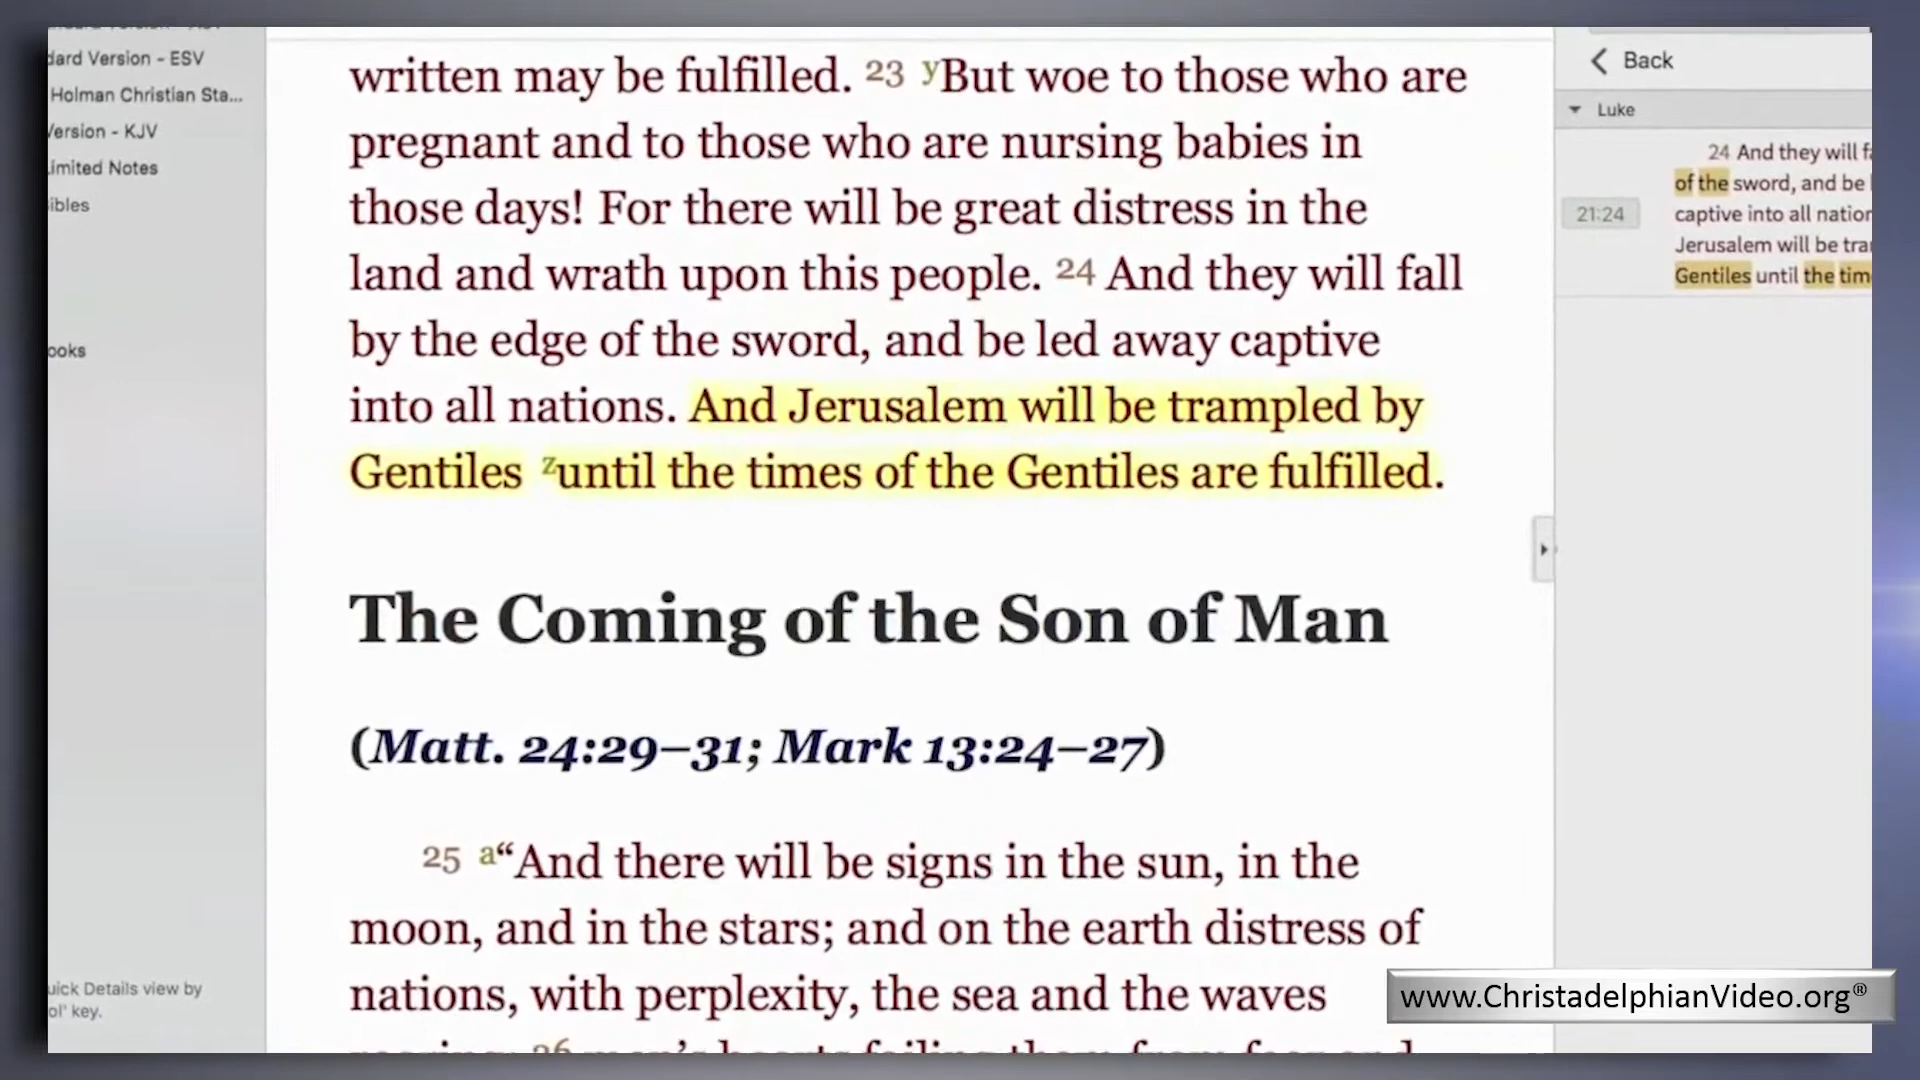 dard Version - ESV
Holman Christian Sta...
Version - KJV
Limited Notes
ibles
ooks
uick Details view by
ol' key.
written may be fulfilled. 23 yBut woe to those who are
pregnant and to those who are nursing babies in
those days! For there will be great distress in the
land and wrath upon this people. 24 And they will fall
by the edge of the sword, and be led away captive
into all nations. And Jerusalem will be trampled by
Gentiles zuntil the times of the Gentiles are fulfilled.
The Coming of the Son of Man
(Matt. 24:29–31; Mark 13:24–27)
25 a“And there will be signs in the sun, in the
moon, and in the stars; and on the earth distress of
nations, with perplexity, the sea and the waves
Back
Luke
24 And they will f
of the sword, and be
21:24
captive into all nation
Jerusalem will be tra
Gentiles until the tim
www.ChristadelphianVideo.org®